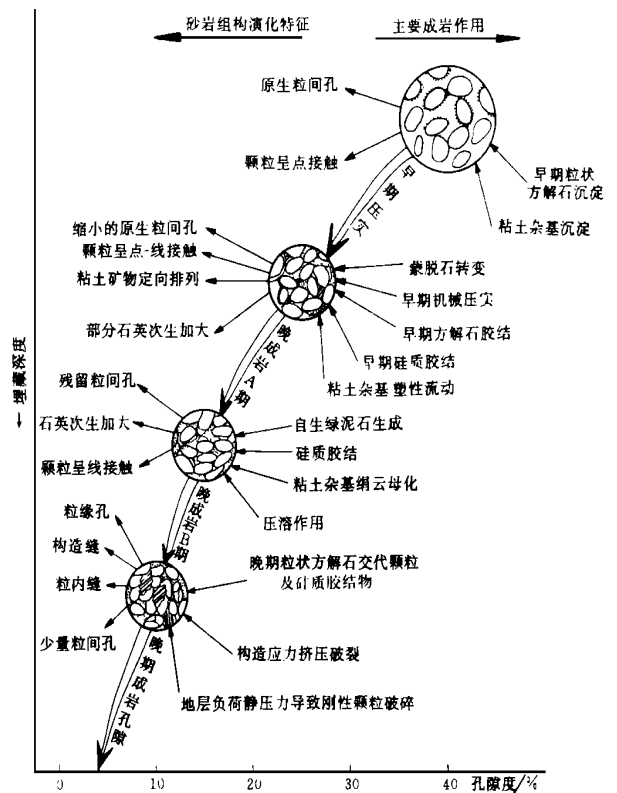 砂岩组构演化特征
主要成岩作用
原生粒间孔
颗粒呈点接触
早期粒状
方解石沉淀
粘土杂基沉淀
早期压实
缩小的原生粒间孔
颗粒呈点-线接触
粘土矿物定向排列
部分石英次生加大
蒙脱石转变
早期机械压实
早期方解石胶结
早期硅质胶结
粘土杂基塑性流动
晚成岩A期
残留粒间孔
石英次生加大
颗粒呈线接触
自生绿泥石生成
硅质胶结
粘土杂基绢云母化
压溶作用
晚成岩B期
粒缘孔
构造缝
粒内缝
少量粒间孔
晚期粒状方解石交代颗粒
及硅质胶结物
构造应力挤压破裂
地层负荷静压力导致刚性颗粒破碎
晚期成岩孔隙
←埋藏深度
0 10 20 30 40 孔隙度/%